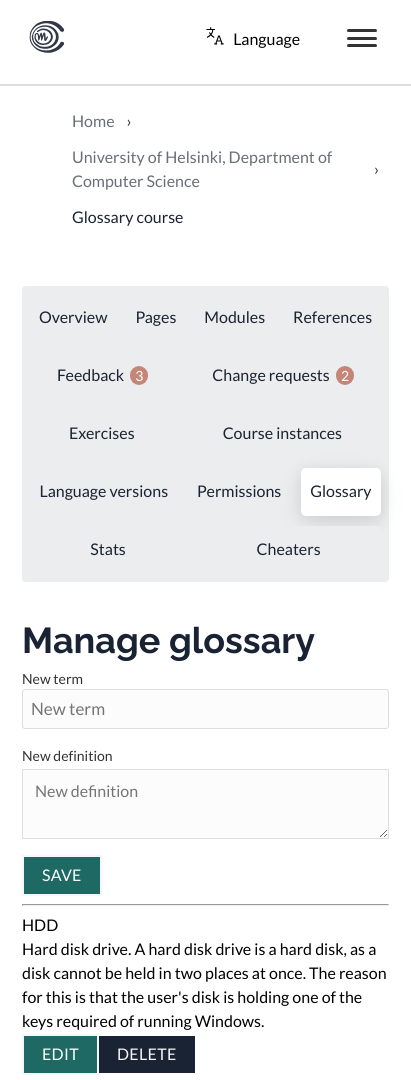 Language
Home ›
University of Helsinki, Department of
Computer Science ›
Glossary course
Overview Pages Modules References
Feedback 3 Change requests 2
Exercises Course instances
Language versions Permissions Glossary
Stats Cheaters
Manage glossary
New term
New term
New definition
New definition
SAVE
HDD
Hard disk drive. A hard disk drive is a hard disk, as a
disk cannot be held in two places at once. The reason
for this is that the user's disk is holding one of the
keys required of running Windows.
EDIT DELETE